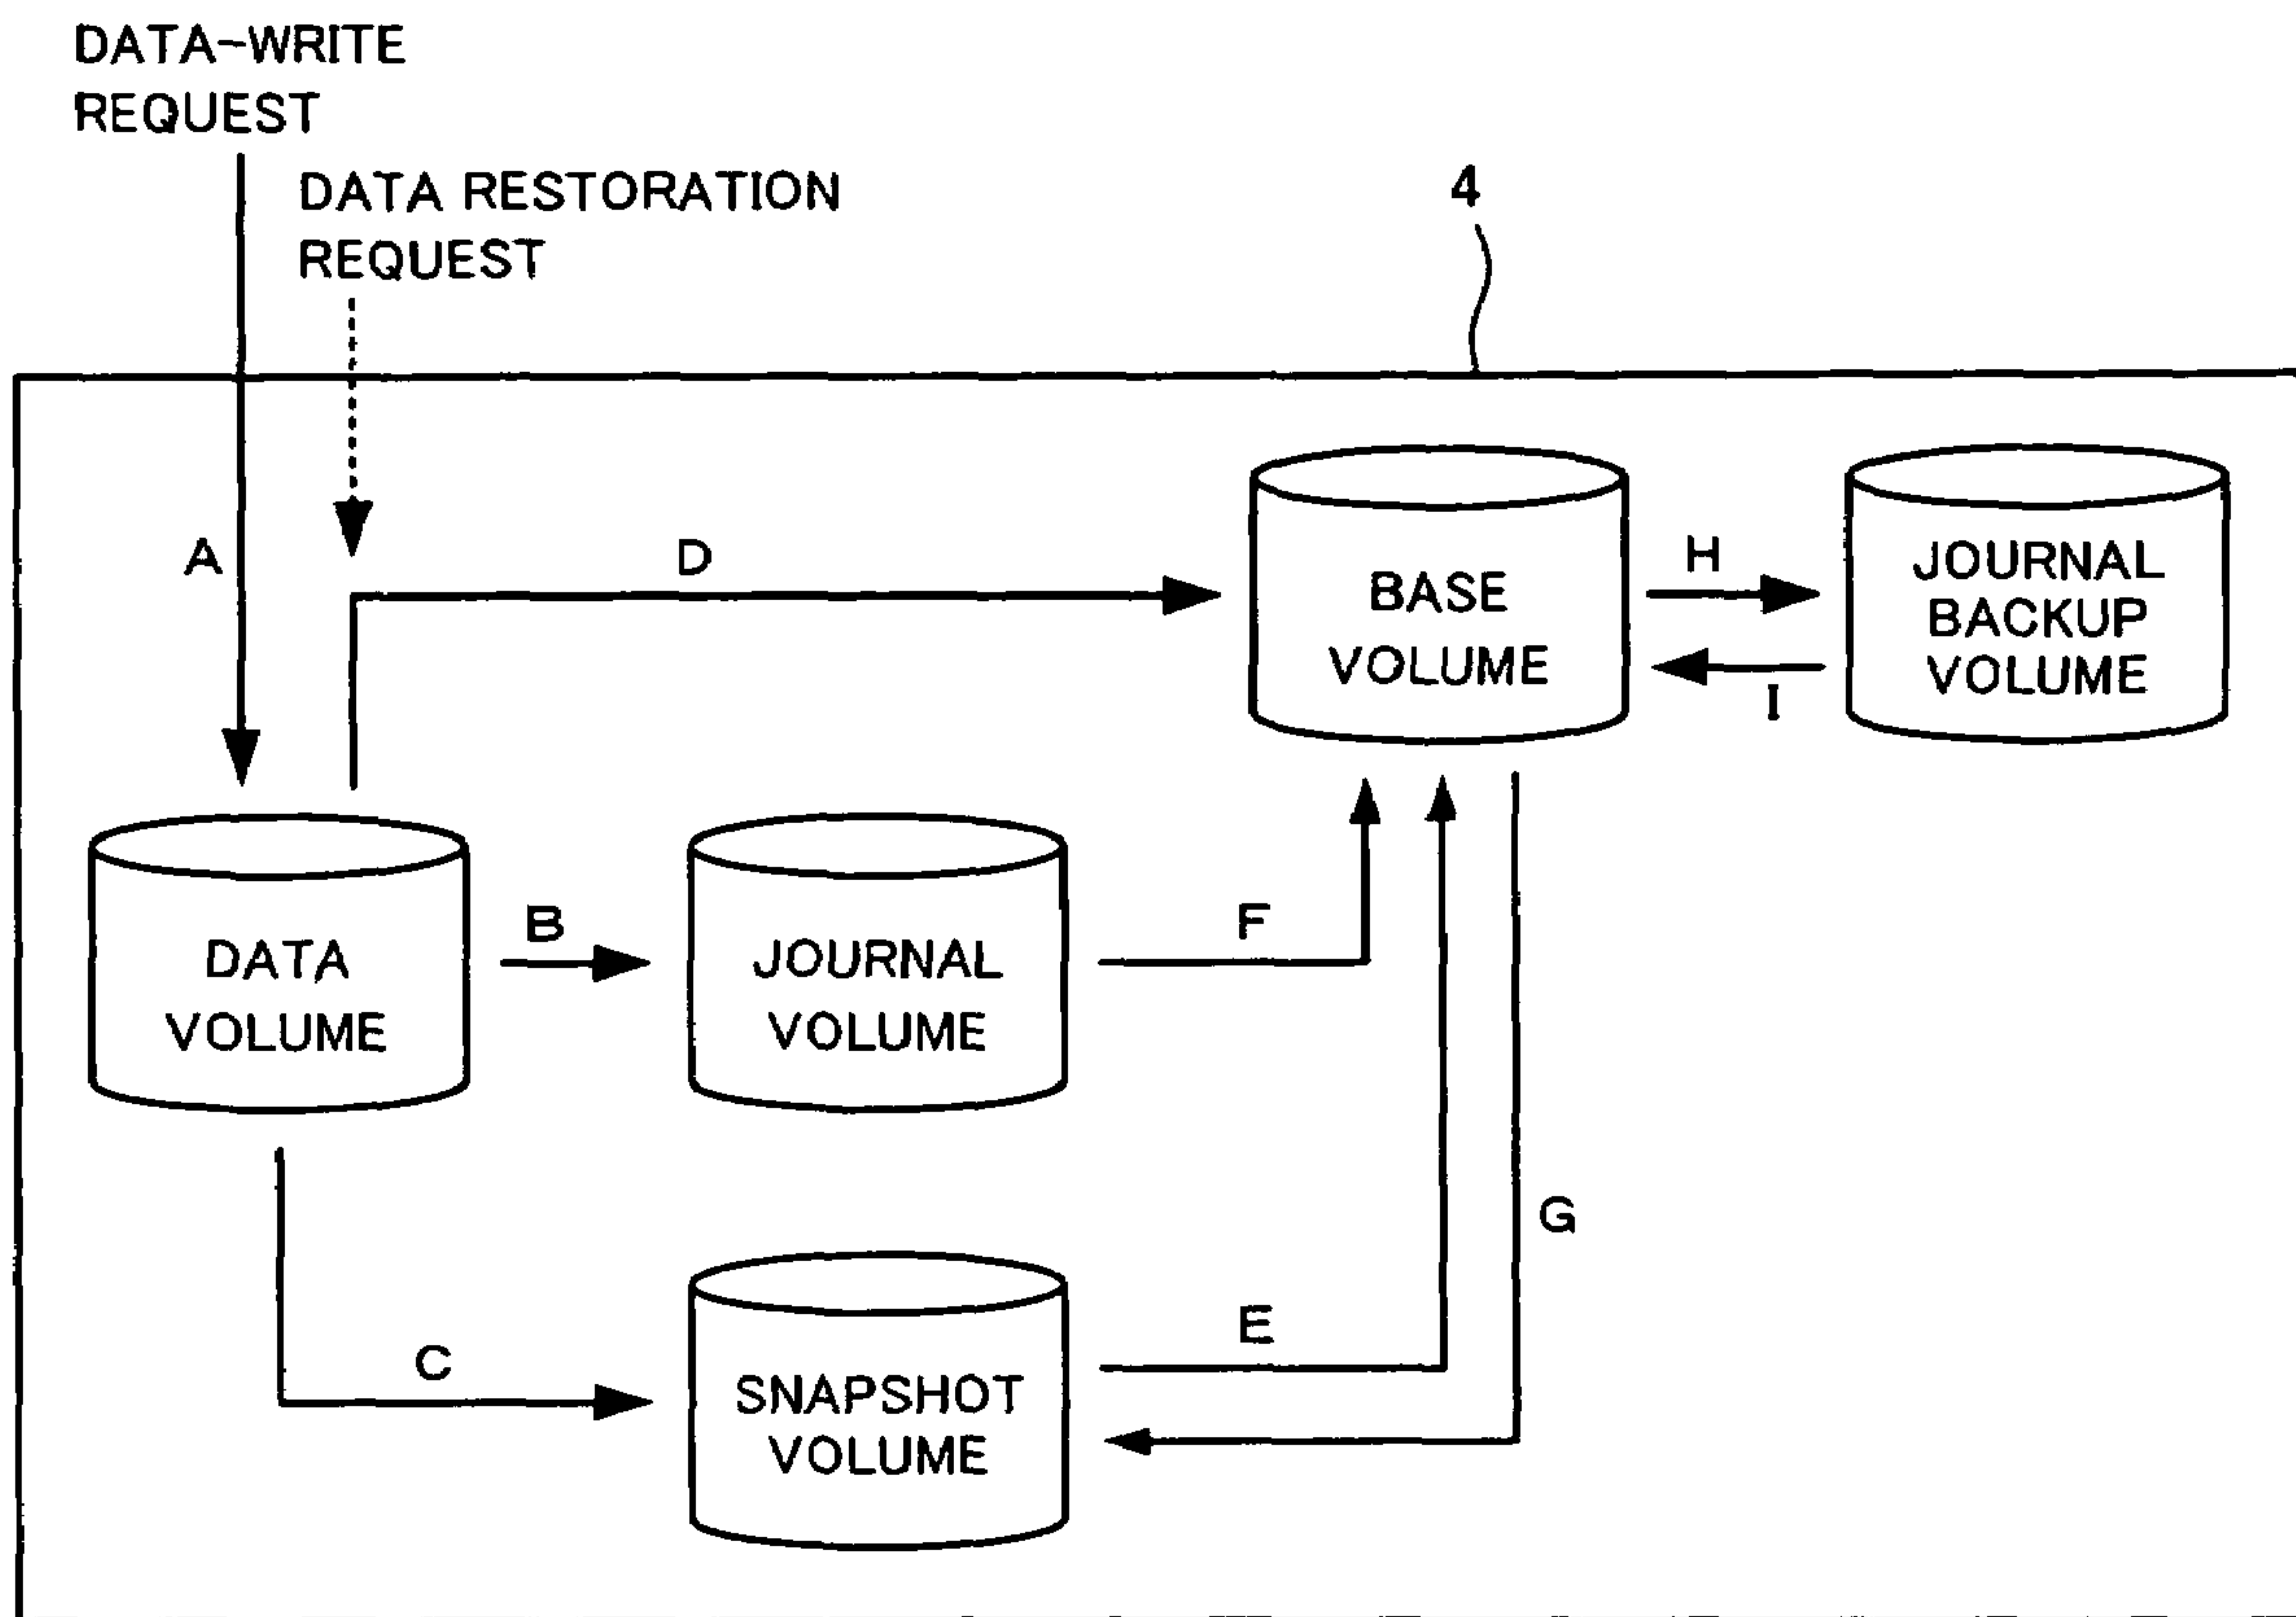 DATA-WRITE
REQUEST
DATA RESTORATION
REQUEST
4
A
D
BASE
VOLUME
H
I
JOURNAL
BACKUP
VOLUME
DATA
VOLUME
B
JOURNAL
VOLUME
F
G
C
SNAPSHOT
VOLUME
E